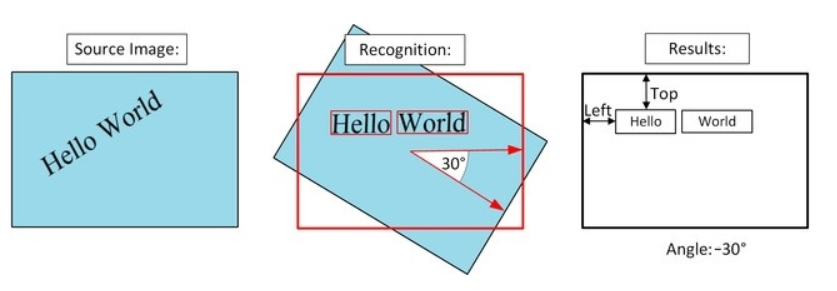 Source Image:
Hello World
Recognition:
Hello World
30°
Results:
Top
Left
Hello
World
Angle:-30°